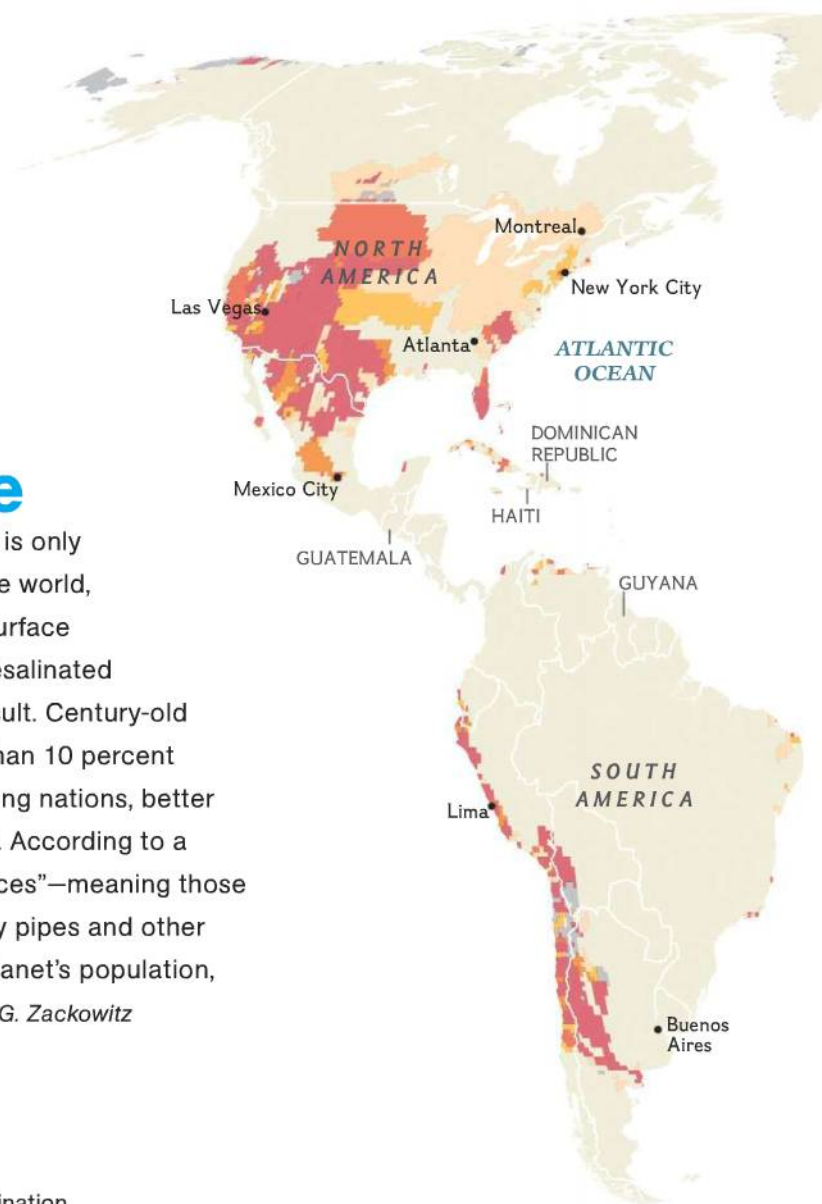 Montreal
NORTH
AMERICA
New York City
Las Vegas
Atlanta
ATLANTIC
OCEAN
DOMINICAN
REPUBLIC
Mexico City
HAITI
GUATEMALA
GUYANA
e
is only
e world,
urface
esalinated
ult. Century-old
han 10 percent
ng nations, better
. According to a
ces”—meaning those
y pipes and other
anet’s population,
G. Zackowitz
SOUTH
AMERICA
Lima
Buenos
Aires